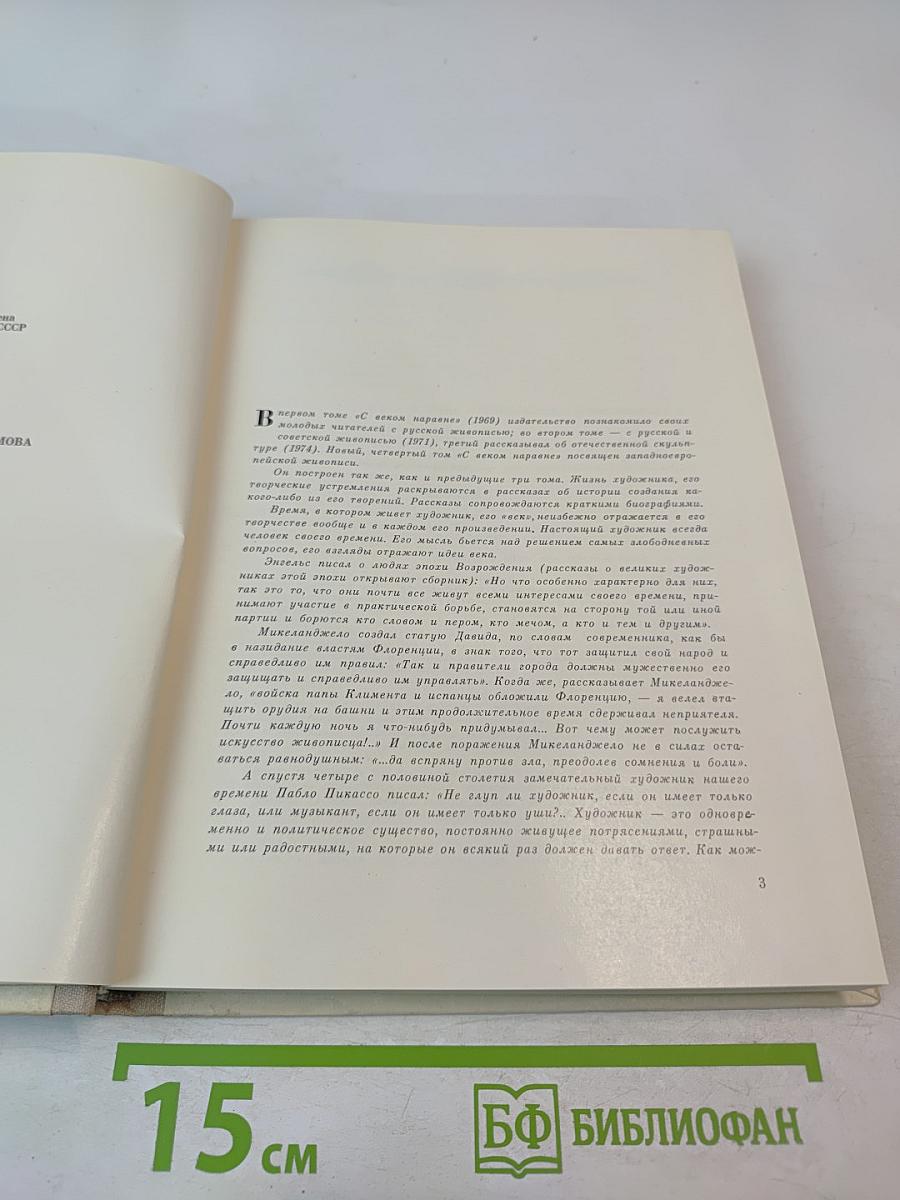 ена
СССР
МОВА
Впервом томе «С веком наравне» (1969) издательство познакомило своих
молодых читателей с русской живописью; во втором томе — с русской и
советской живописью (1971), третий рассказывал об отечественной скульп-
туре (1974). Новый, четвертый том «С веком наравне» посвящен западноевро-
пейской живописи.
Он построен так же, как и предыдущие три тома. Жизнь художника, его
творческие устремления раскрываются в рассказах об истории создания ка-
кого-либо из его творений. Рассказы сопровождаются краткими биографиями.
Время, в котором живет художник, его «век», неизбежно отражается в его
творчестве вообще и в каждом его произведении. Настоящий художник всегда
человек своего времени. Его мысль бьется над решением самых злободневных
вопросов, его взгляды отражают идеи века.
Энгельс писал о людях эпохи Возрождения (рассказы о великих худож-
никах этой эпохи открывают сборник): «Но что особенно характерно для них,
так это то, что они почти все живут всеми интересами своего времени, при-
нимают участие в практической борьбе, становятся на сторону той или иной
партии и борются кто словом и пером, кто мечом, а кто и тем и другим».
Микеланджело создал статую Давида, по словам современника, как бы
в назидание властям Флоренции, в знак того, что тот защитил свой народ и
справедливо им правил: «Так и правители города должны мужественно его
защищать и справедливо им управлять». Когда же, рассказывает Микеландже-
ло, «войска папы Климента и испанцы обложили Флоренцию, — я велел вта-
щить орудия на башни и этим продолжительное время сдерживал неприятеля.
Почти каждую ночь я что-нибудь придумывал... Вот чему может послужить
искусство живописца!..» И после поражения Микеланджело не в силах оста-
ваться равнодушным: «...да вспряну против зла, преодолев сомнения и боли».
А спустя четыре с половиной столетия замечательный художник нашего
времени Пабло Пикассо писал: «Не глуп ли художник, если он имеет только
глаза, или музыкант, если он имеет только уши?.. Художник — это одновре-
менно и политическое существо, постоянно живущее потрясениями, страшны-
ми или радостными, на которые он всякий раз должен давать ответ. Как мож-
3
15 см
БФ БИБЛИОФАН